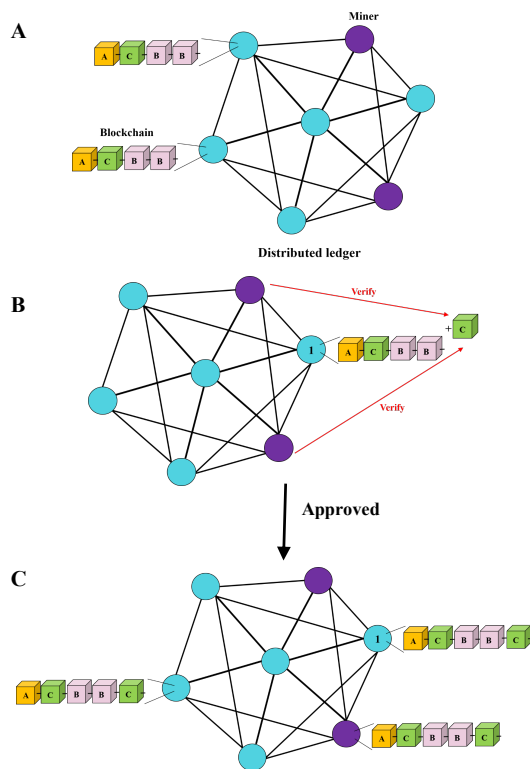 A
Miner
A C B B
Blockchain
A C B B
Distributed ledger
B
Verify
+ C
1
A C B B
Verify
Approved
C
1
A C B B C
A C B B C
A C B B C